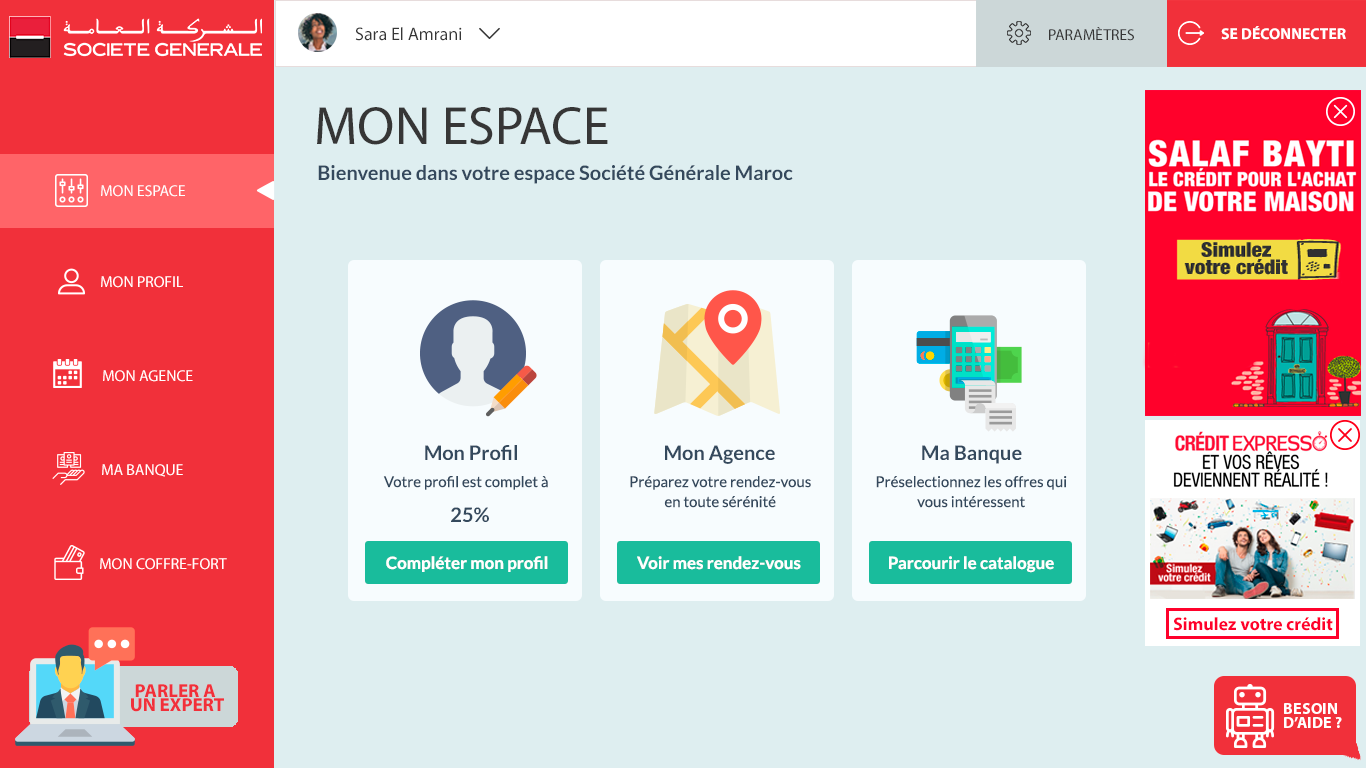 الشركة العامة
SOCIETE GENERALE
Sara El Amrani
PARAMÈTRES
SE DÉCONNECTER
MON ESPACE
MON PROFIL
MON AGENCE
MA BANQUE
MON COFFRE-FORT
PARLER A
UN EXPERT
MON ESPACE
Bienvenue dans votre espace Société Générale Maroc
Mon Profil
Votre profil est complet à
25%
Compléter mon profil
Mon Agence
Préparez votre rendez-vous
en toute sérénité
Voir mes rendez-vous
Ma Banque
Préselectionnez les offres qui
vous intéressent
Parcourir le catalogue
SALAF BAYTI
LE CRÉDIT POUR L'ACHAT
DE VOTRE MAISON
Simulez
votre crédit
CRÉDIT EXPRESSO
ET VOS RÊVES
DEVIENNENT RÉALITÉ !
Simulez
votre crédit
Simulez votre crédit
BESOIN
D'AIDE ?